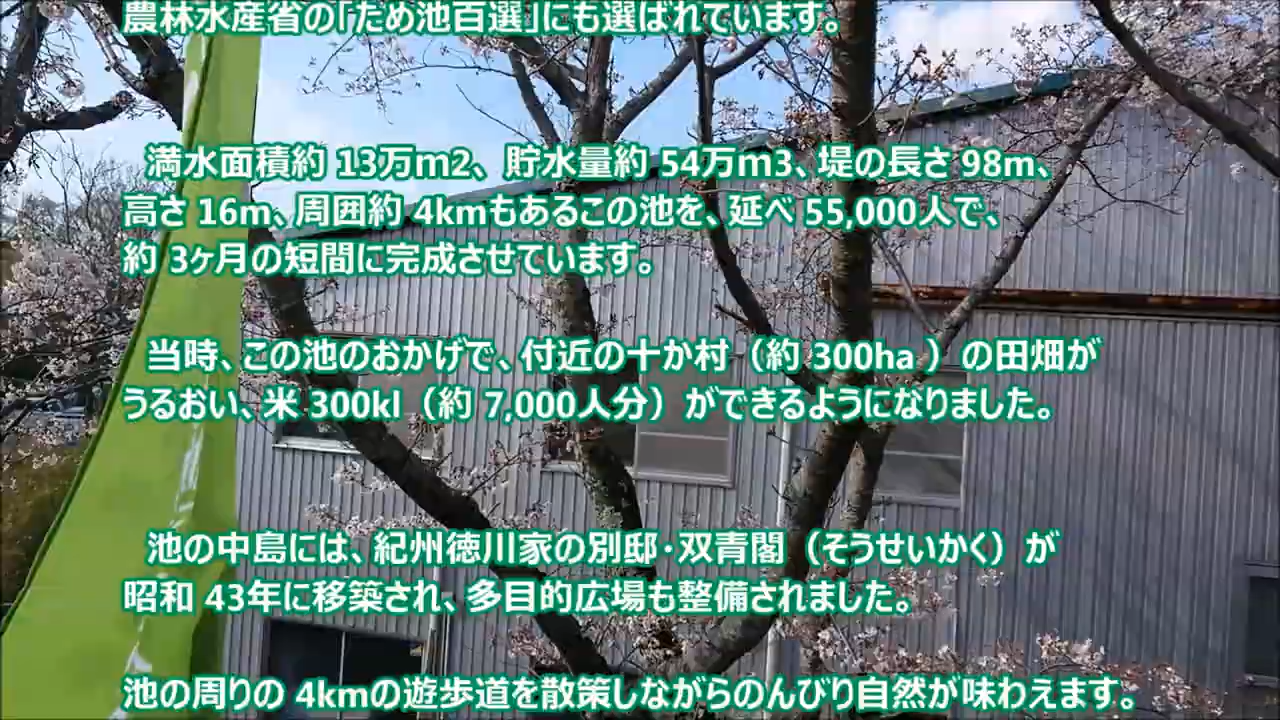 農林水産省の「ため池百選」にも選ばれています。
満水面積約 13万m2、貯水量約 54万m3、堤の長さ 98m、
高さ 16m、周囲約 4kmもあるこの池を、延べ 55,000人で、
約 3ヶ月の短間に完成させています。
当時、この池のおかげで、付近の十か村（約 300ha ）の田畑が
うるおい、米 300kl（約 7,000人分）ができるようになりました。
池の中島には、紀州徳川家の別邸・双青閣（そうせいかく）が
昭和 43年に移築され、多目的広場も整備されました。
池の周りの 4kmの遊歩道を散策しながらのんびり自然が味わえます。